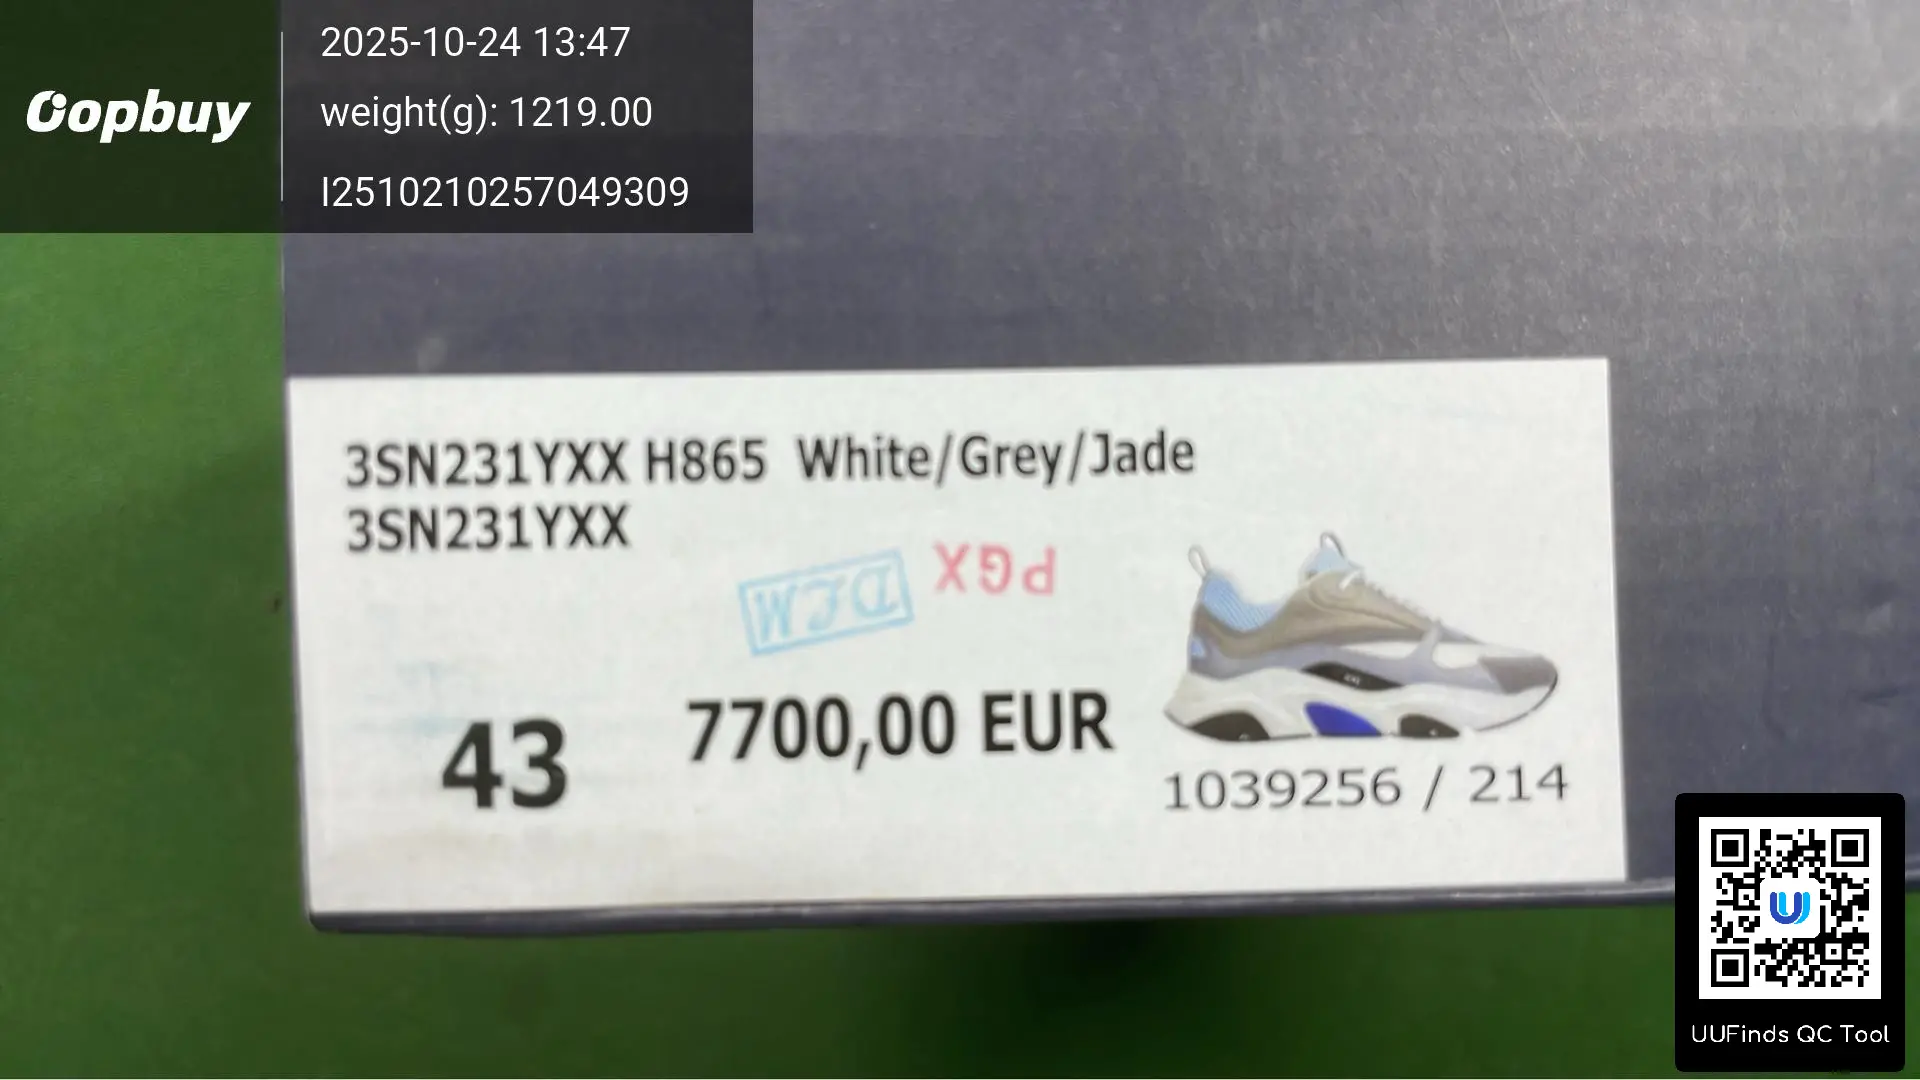 Oopbuy
2025-10-24 13:47
weight(g): 1219.00
I2510210257049309
3SN231YXX H865 White/Grey/Jade
3SN231YXX
PGX
DLM
43
7700,00 EUR
1039256 / 214
UUFinds QC Tool